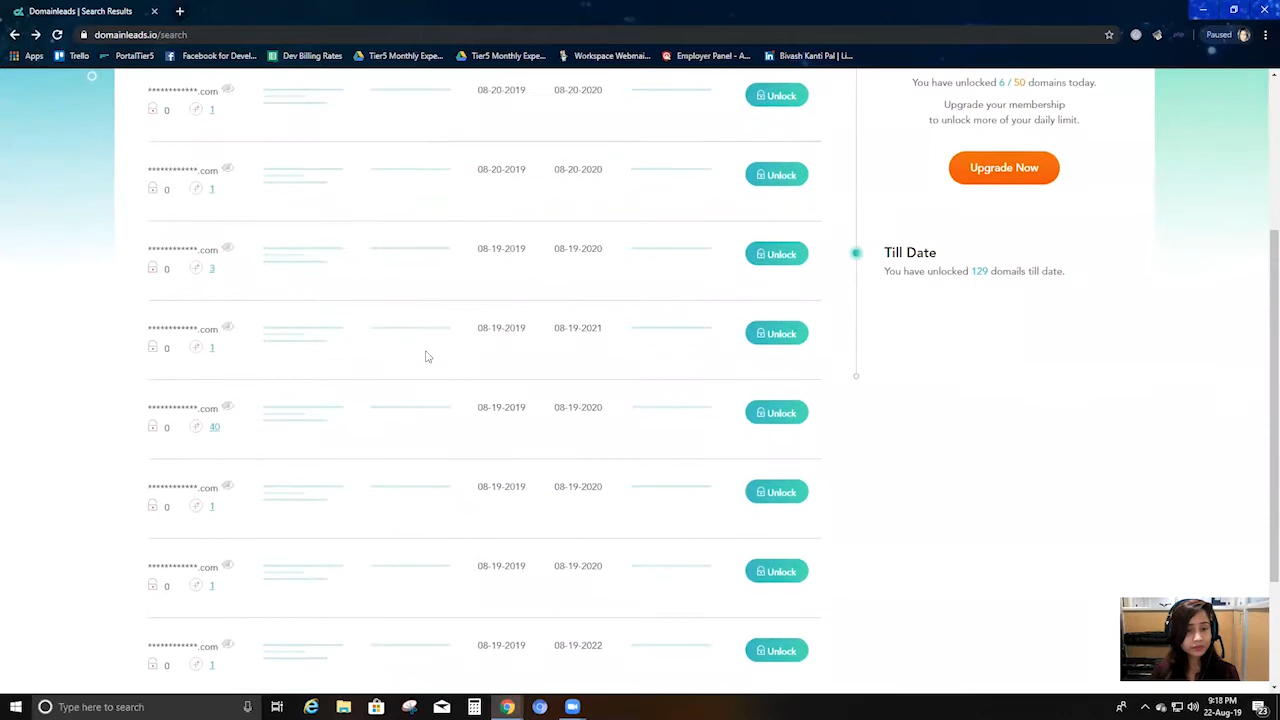 Domainleads | Search Results
domainleads.io/search
Paused
Apps
Trello
PortalTier5
Facebook for Devel...
Dev Billing Rates
Tier5 Monthly Expe...
Tier5 Monthly Expe...
Workspace Webmai...
Employer Panel - A...
Bivash Kanti Pal | Li...
************.com
08-20-2019
08-20-2020
Unlock
0
1
************.com
08-20-2019
08-20-2020
Unlock
0
1
************.com
08-19-2019
08-19-2020
Unlock
0
3
************.com
08-19-2019
08-19-2021
Unlock
0
1
************.com
08-19-2019
08-19-2020
Unlock
0
40
************.com
08-19-2019
08-19-2020
Unlock
0
1
************.com
08-19-2019
08-19-2020
Unlock
0
1
************.com
08-19-2019
08-19-2022
Unlock
0
1
You have unlocked 6 / 50 domains today.
Upgrade your membership
to unlock more of your daily limit.
Upgrade Now
Till Date
You have unlocked 129 domails till date.
Type here to search
9:18 PM
22-Aug-19